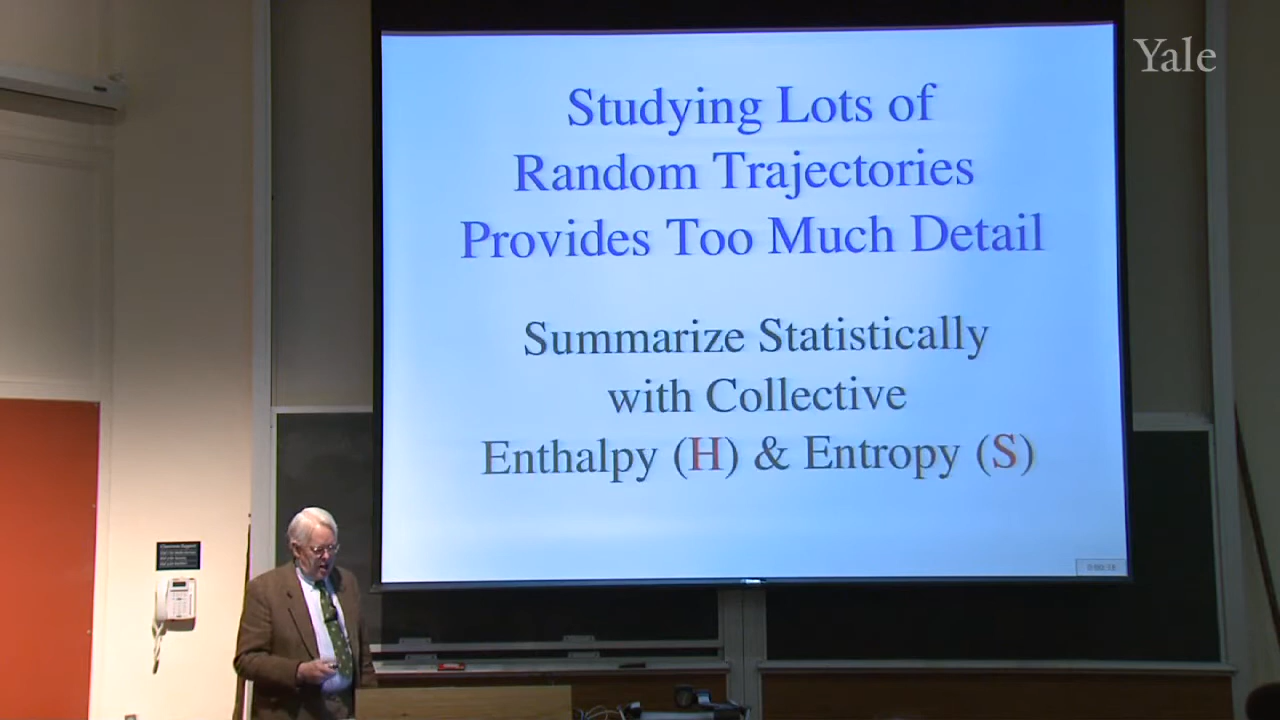 Yale
Studying Lots of
Random Trajectories
Provides Too Much Detail
Summarize Statistically
with Collective
Enthalpy (H) & Entropy (S)